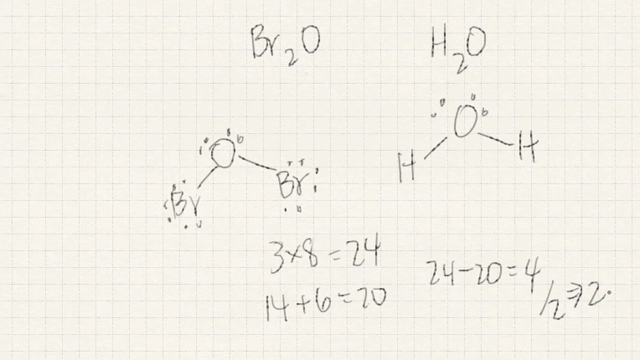 Br₂O
H₂O
O
Br
Br
O
H
H
3×8=24
14+6=20
24-20=4
/2⇒2.